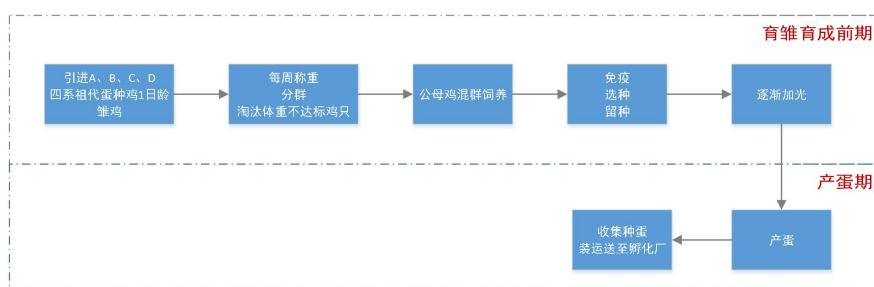 育雏育成前期
引进A、B、C、D
四系祖代蛋种鸡1日龄
雏鸡
每周称重
分群
淘汰体重不达标鸡只
公母鸡混群饲养
免疫
选种
留种
逐渐加光
产蛋期
产蛋
收集种蛋
装运送至孵化厂